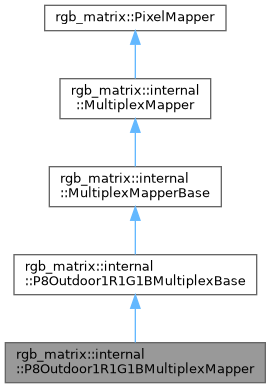 rgb_matrix::PixelMapper
rgb_matrix::internal
::MultiplexMapper
rgb_matrix::internal
::MultiplexMapperBase
rgb_matrix::internal
::P8Outdoor1R1G1BMultiplexBase
rgb_matrix::internal
::P8Outdoor1R1G1BMultiplexMapper